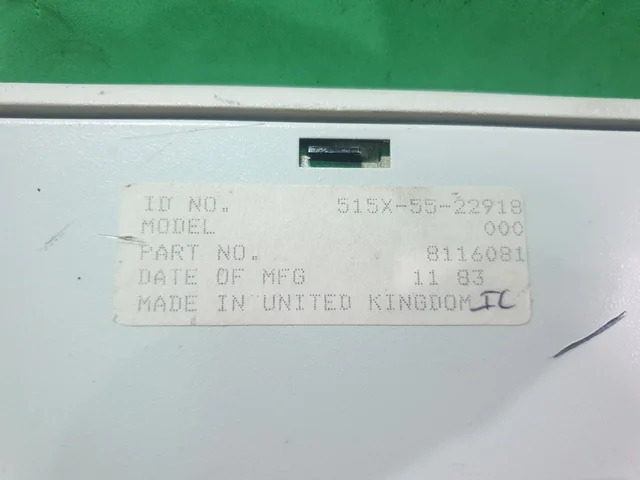 ID NO. 515X-55-22918
MODEL 000
PART NO. 8116081
DATE OF MFG 11 83
MADE IN UNITED KINGDOM IC